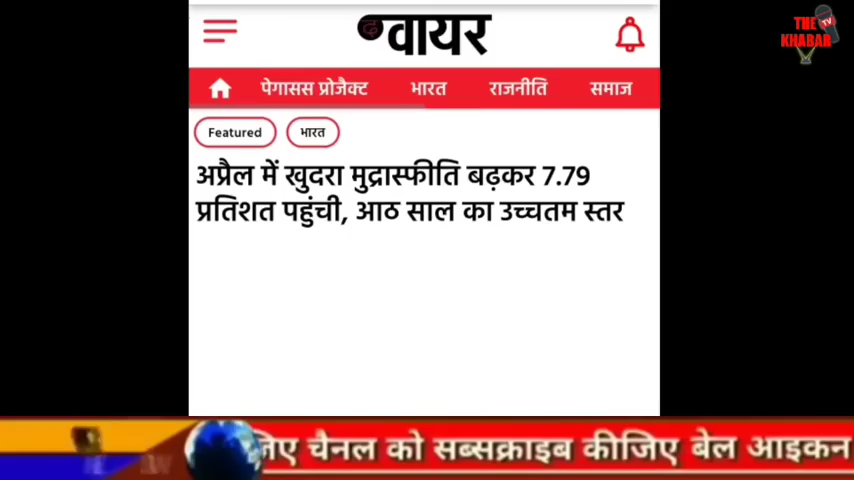 THE
TV
KHABAR
वायर
पेगासस प्रोजैक्ट भारत राजनीति समाज
Featured भारत
अप्रैल में खुदरा मुद्रास्फीति बढ़कर 7.79
प्रतिशत पहुंची, आठ साल का उच्चतम स्तर
चैनल को सब्सक्राइब कीजिए बेल आइकन